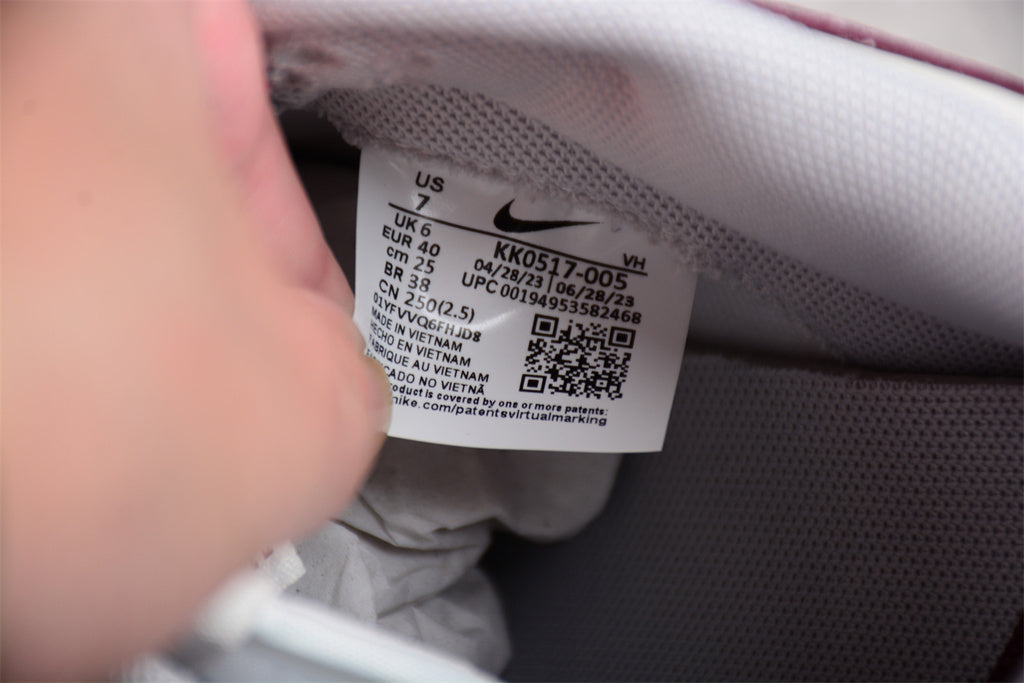 US
7
UK 6
EUR 40
cm 25
BR 38
CN 250(2.5)
KK0517-005
VH
04/28/23 06/28/23
UPC 00194953582468
01YFVVQ6FHJD8
MADE IN VIETNAM
HECHO EN VIETNAM
FABRIQUE AU VIETNAM
CADO NO VIETNÃ
oduct is covered by one or more patents:
nike.com/patentsvirtualmarking